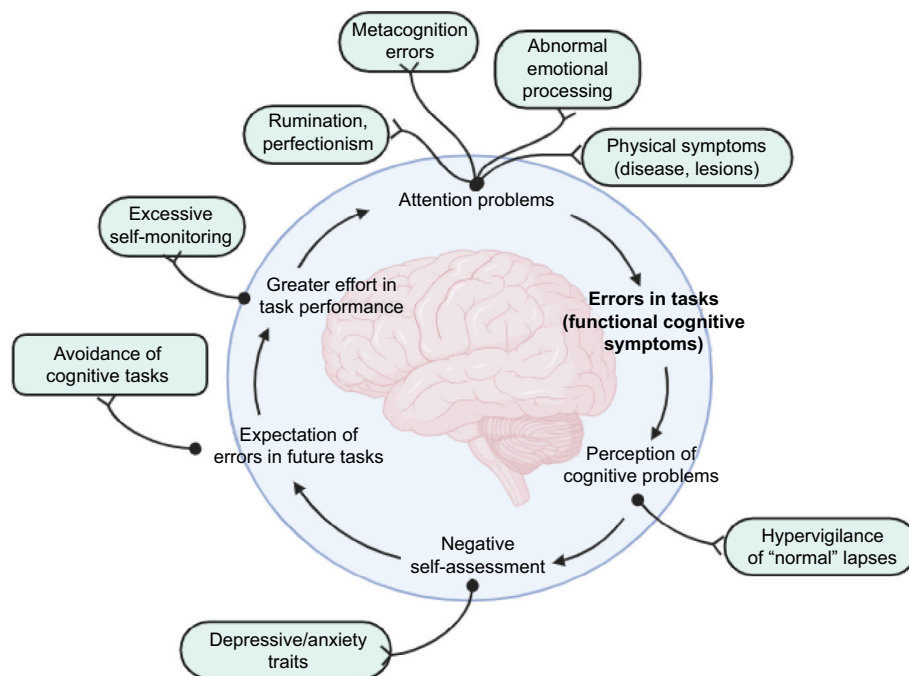 Metacognition
errors
Abnormal
emotional
processing
Rumination,
perfectionism
Physical symptoms
(disease, lesions)
Attention problems
Excessive
self-monitoring
Greater effort in
task performance
Errors in tasks
(functional cognitive
symptoms)
Avoidance of
cognitive tasks
Expectation of
errors in future tasks
Perception of
cognitive problems
Negative
self-assessment
Hypervigilance
of “normal” lapses
Depressive/anxiety
traits